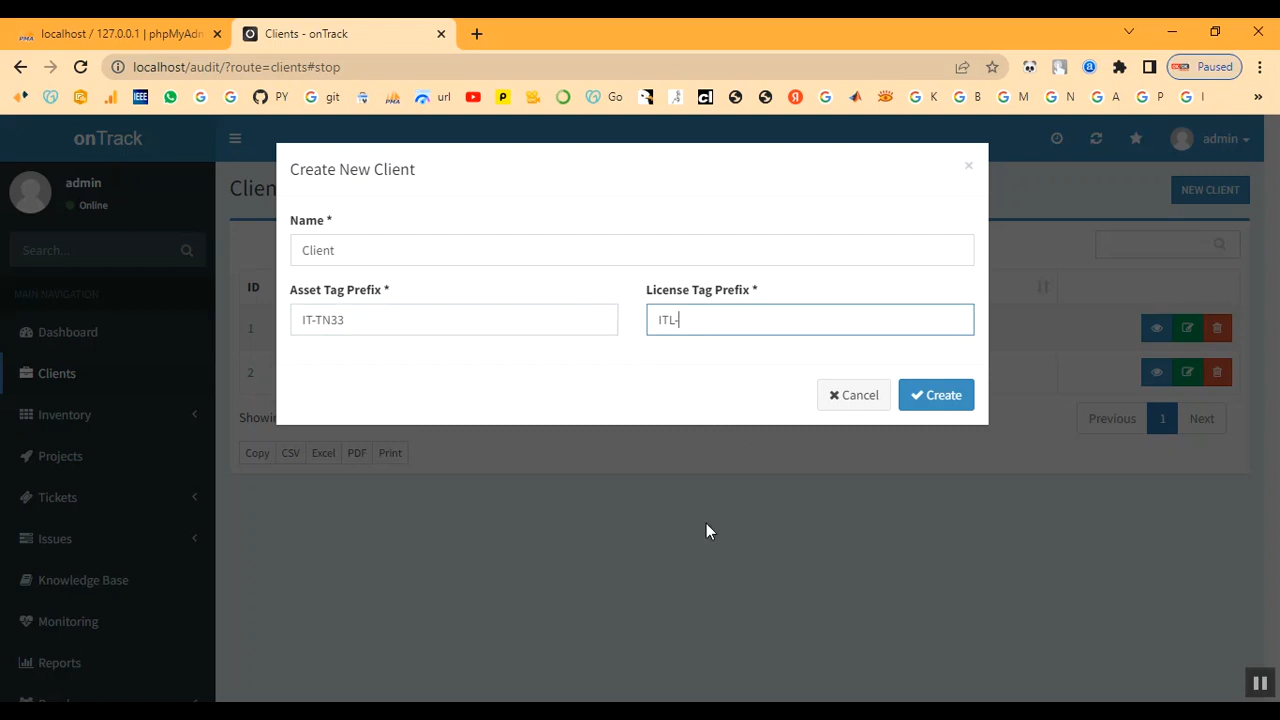 localhost / 127.0.0.1 | phpMyAdn
Clients - onTrack
localhost/audit/?route=clients#stop
Paused
PY
git
url
Go
K
B
M
N
A
P
I
onTrack
admin
admin
Online
Search...
MAIN NAVIGATION
Dashboard
Clients
Inventory
Projects
Tickets
Issues
Knowledge Base
Monitoring
Reports
Clien
NEW CLIENT
ID
1
2
Showin
Previous 1 Next
Copy CSV Excel PDF Print
Create New Client
×
Name *
Client
Asset Tag Prefix *
License Tag Prefix *
IT-TN33
ITL-
Cancel
Create